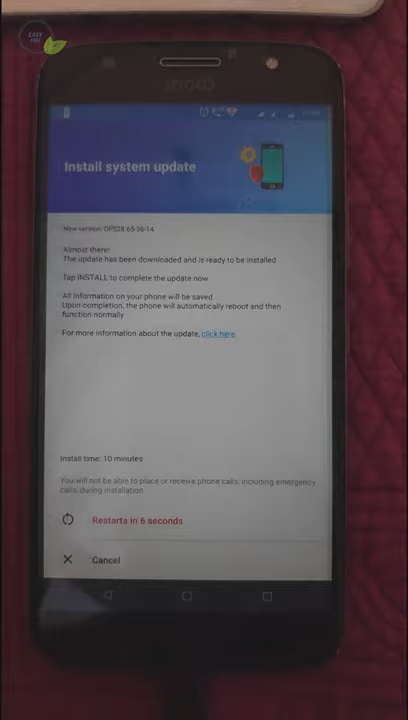 EASY
HAI
Install system update
New version: OPS28.65-36-14
Almost there!
The update has been downloaded and is ready to be installed
Tap INSTALL to complete the update now
All information on your phone will be saved
Upon completion, the phone will automatically reboot and then
function normally
For more information about the update, click here
Install time: 10 minutes
You will not be able to place or receive phone calls, including emergency
calls, during installation
Restarts in 6 seconds
Cancel